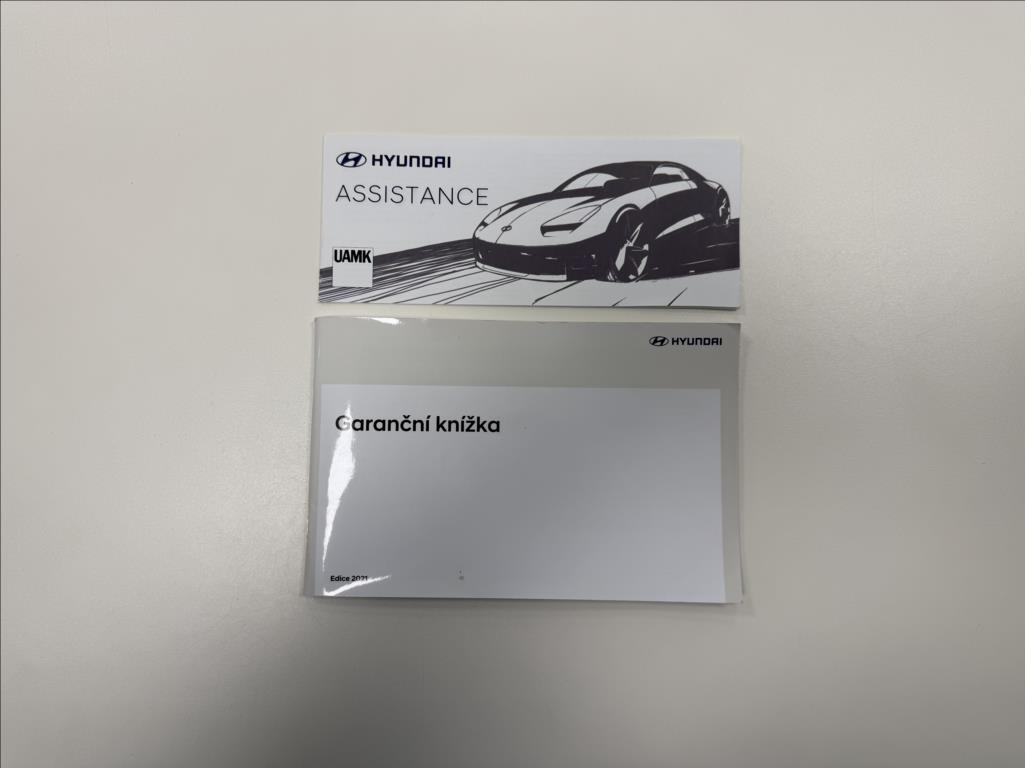 HYUNDAI
ASSISTANCE
UAMK
HYUNDAI
Garanční knížka
Edice 2021